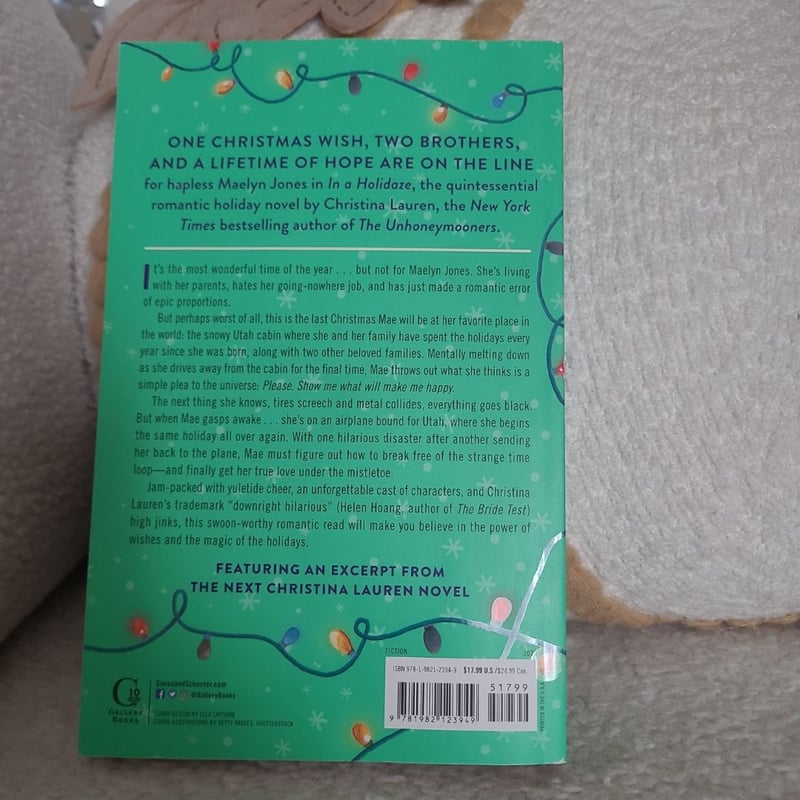 ONE CHRISTMAS WISH, TWO BROTHERS,
AND A LIFETIME OF HOPE ARE ON THE LINE
for hapless Maelyn Jones in In a Holidaze, the quintessential
romantic holiday novel by Christina Lauren, the New York
Times bestselling author of The Unhoneymooners.
It's the most wonderful time of the year . . . but not for Maelyn Jones. She's living
with her parents, hates her going-nowhere job, and has just made a romantic error
of epic proportions.
But perhaps worst of all, this is the last Christmas Mae will be at her favorite place in
the world: the snowy Utah cabin where she and her family have spent the holidays every
year since she was born, along with two other beloved families. Mentally melting down
as she drives away from the cabin for the final time, Mae throws out what she thinks is a
simple plea to the universe: Please. Show me what will make me happy.
The next thing she knows, tires screech and metal collides, everything goes black.
But when Mae gasps awake . . . she's on an airplane bound for Utah, where she begins
the same holiday all over again. With one hilarious disaster after another sending
her back to the plane, Mae must figure out how to break free of the strange time
loop—and finally get her true love under the mistletoe.
Jam-packed with yuletide cheer, an unforgettable cast of characters, and Christina
Lauren's trademark "downright hilarious" (Helen Hoang, author of The Bride Test)
high jinks, this swoon-worthy romantic read will make you believe in the power of
wishes and the magic of the holidays.
FEATURING AN EXCERPT FROM
THE NEXT CHRISTINA LAUREN NOVEL
FICTION
ISBN 978-1-9821-2394-9 $17.99 U.S./$24.99 Can.
51799
9 781982 123949
PRINTED IN THE U.S.A.
G
10
GALLERY
BOOKS
SimonandSchuster.com
@GalleryBooks
COVER DESIGN BY ELLA LAYTHAM
COVER ILLUSTRATIONS BY GETTY IMAGES; SHUTTERSTOCK